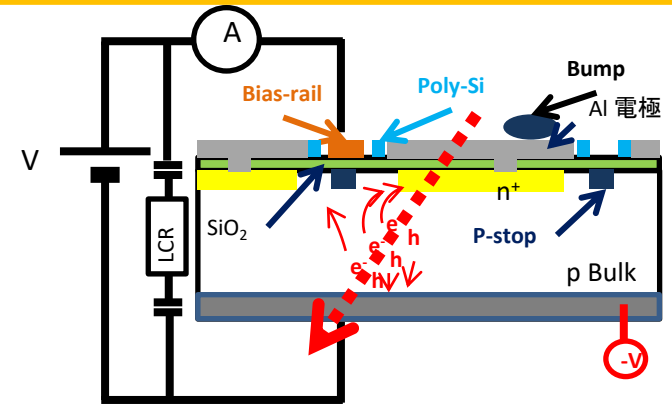 A
Bump
Bias-rail
Poly-Si
Al 電極
V
n⁺
SiO₂
P-stop
LCR
e
h
e⁻
h
e⁻
h
p Bulk
-V